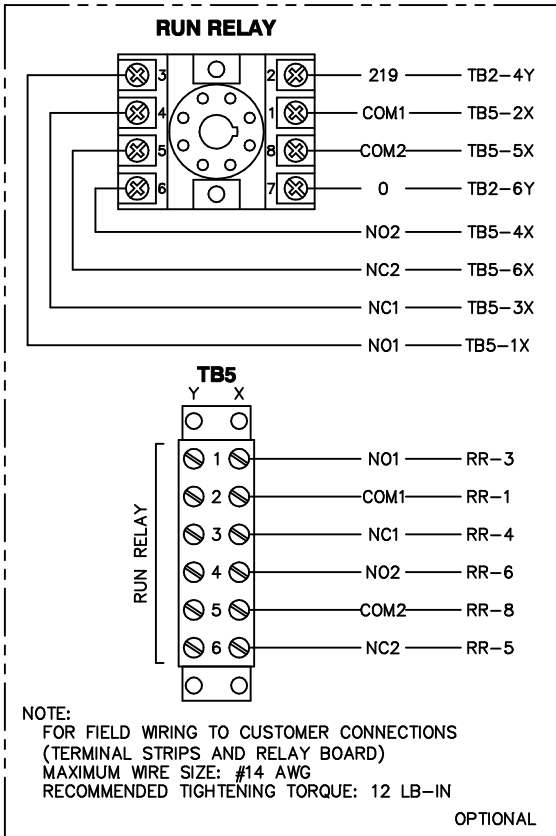 RUN RELAY
3 2 219 TB2-4Y
4 1 COM1 TB5-2X
5 8 COM2 TB5-5X
6 7 0 TB2-6Y
NO2 TB5-4X
NC2 TB5-6X
NC1 TB5-3X
NO1 TB5-1X
TB5
Y X
RUN RELAY
1 NO1 RR-3
2 COM1 RR-1
3 NC1 RR-4
4 NO2 RR-6
5 COM2 RR-8
6 NC2 RR-5
NOTE:
FOR FIELD WIRING TO CUSTOMER CONNECTIONS
(TERMINAL STRIPS AND RELAY BOARD)
MAXIMUM WIRE SIZE: #14 AWG
RECOMMENDED TIGHTENING TORQUE: 12 LB-IN
OPTIONAL